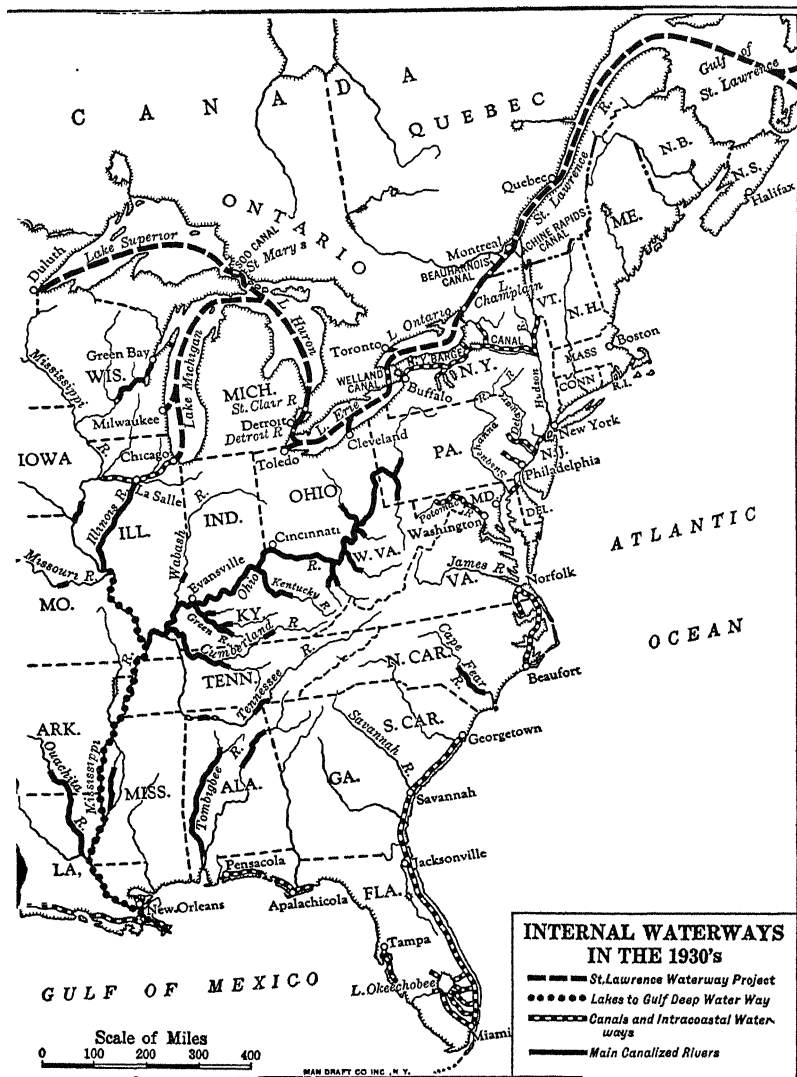 C A N A D A
QUEBEC
Gulf of
St. Lawrence
R.
N.B.
N.S.
Halifax
Quebec
St. Lawrence
ME.
ONTARIO
Lake Superior
SOO CANAL
St Mary's
Duluth
Montreal
LACHINE RAPIDS
CANAL
BEAUHARNOIS
CANAL
L.
Champlain
VT.
N.H.
L. Huron
L. Ontario
Toronto
Green Bay
WIS.
Mississippi
Lake Michigan
MICH.
St. Clair R
WELLAND
CANAL
N.Y. BARGE
CANAL
N.Y.
Buffalo
Hudson
R
MASS
Boston
CONN
R.I.
Milwaukee
Detroit
Detroit R
L. Erie
Cleveland
New York
N.J.
Philadelphia
PA.
R
IOWA
R.
Chicago
Toledo
La Salle
R.
OHIO
MD.
DEL.
Potomac
R
Washington
Illinois R.
ILL.
IND.
Wabash
Cincinnati
W.VA.
ATLANTIC
OCEAN
Missouri R.
MO.
Evansville
Ohio
R.
Kentucky R
James R
VA.
Norfolk
KY
Green R.
Cumberland R
R.
TENN.
Tennessee
R.
N. CAR.
Cape
Fear
R.
Beaufort
ARK.
Ouachita
R.
Mississippi
MISS.
Tombigbee
R.
ALA.
GA.
S. CAR.
Savannah R.
Georgetown
Savannah
LA,
Pensacola
Jacksonville
New Orleans
Apalachicola
FLA.
Tampa
L. Okeechobee
Miami
GULF OF MEXICO
Scale of Miles
0 100 200 300 400
MAN DRAFT CO INC, N.Y.
INTERNAL WATERWAYS
IN THE 1930's
St. Lawrence Waterway Project
Lakes to Gulf Deep Water Way
Canals and Intracoastal Water-
ways
Main Canalized Rivers